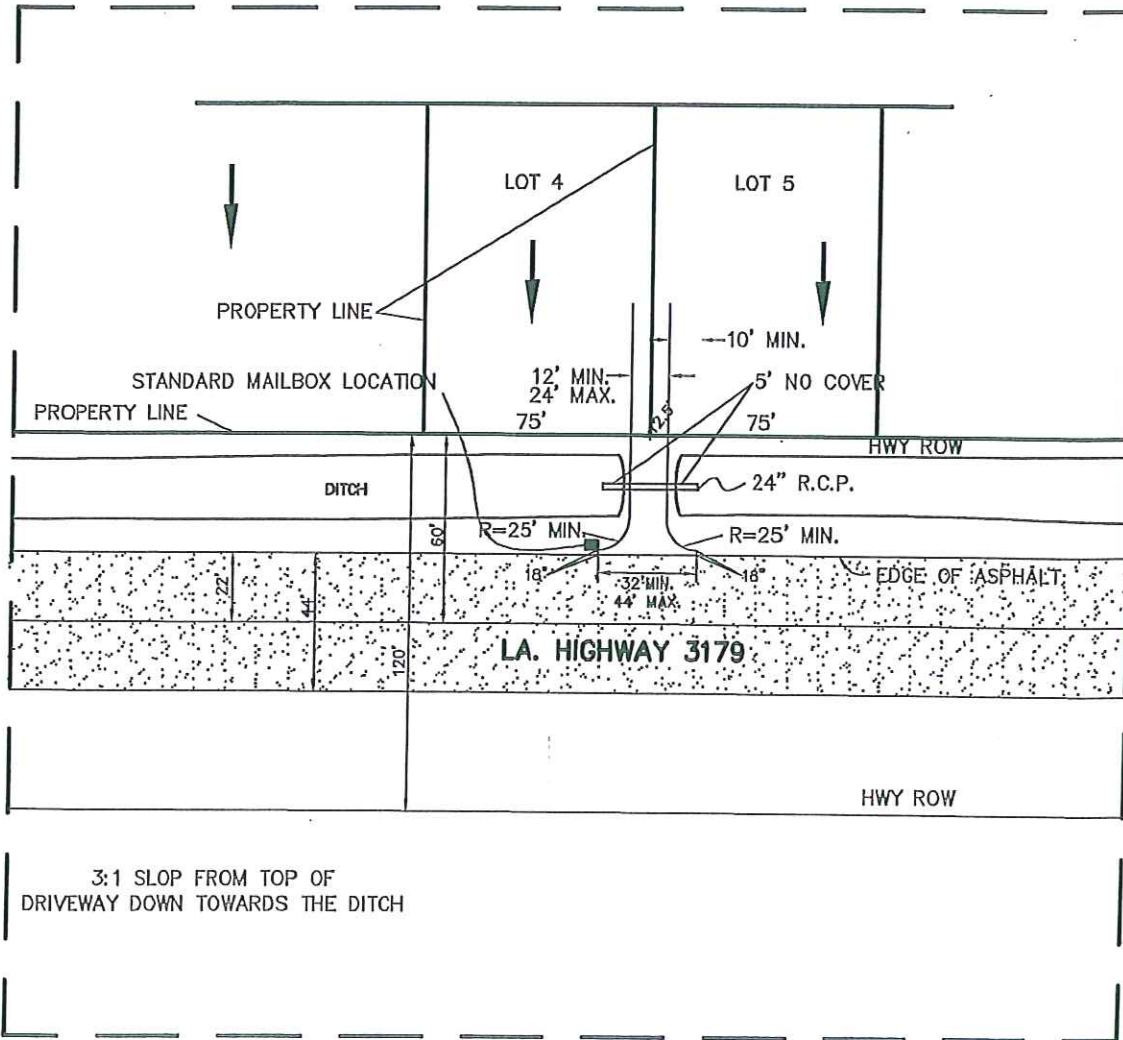 LOT 4
LOT 5
PROPERTY LINE
10' MIN.
12' MIN.
24' MAX.
STANDARD MAILBOX LOCATION
5' NO COVER
PROPERTY LINE
75'
75'
HWY ROW
DITCH
24" R.C.P.
60'
R=25' MIN.
R=25' MIN.
18"
18"
EDGE OF ASPHALT
22'
44'
32' MIN.
44' MAX.
120'
LA. HIGHWAY 3179
HWY ROW
3:1 SLOP FROM TOP OF
DRIVEWAY DOWN TOWARDS THE DITCH